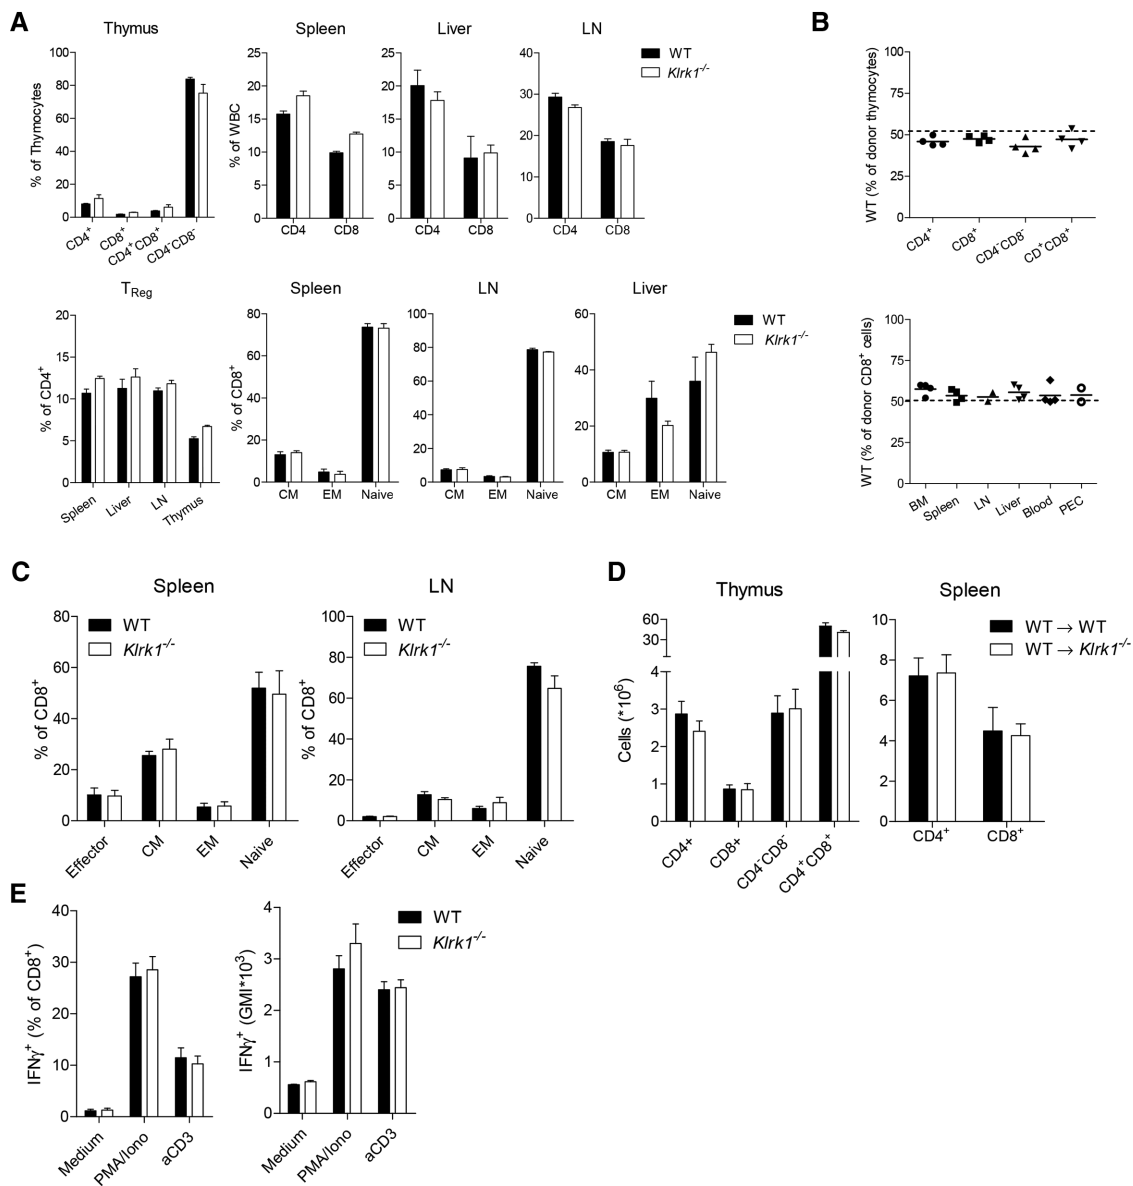 A
Thymus
% of Thymocytes
100
80
60
40
20
0
CD4+
CD8+
CD4+CD8+
CD4-CD8-
Spleen
% of WBC
25
20
15
10
5
0
CD4
CD8
Liver
25
20
15
10
5
0
CD4
CD8
LN
40
30
20
10
0
CD4
CD8
WT
Klrk1-/-
TReg
% of CD4+
20
15
10
5
0
Spleen
Liver
LN
Thymus
Spleen
% of CD8+
80
60
40
20
0
CM
EM
Naive
LN
100
80
60
40
20
0
CM
EM
Naive
Liver
60
40
20
0
CM
EM
Naive
WT
Klrk1-/-
B
WT (% of donor thymocytes)
100
75
50
25
0
CD4+
CD8+
CD4-CD8-
CD+CD8+
WT (% of donor CD8+ cells)
100
75
50
25
0
BM
Spleen
LN
Liver
Blood
PEC
C
Spleen
% of CD8+
80
60
40
20
0
WT
Klrk1-/-
Effector
CM
EM
Naive
LN
% of CD8+
100
80
60
40
20
0
WT
Klrk1-/-
Effector
CM
EM
Naive
D
Thymus
Cells (*10^6)
60
30
4
3
2
1
0
CD4+
CD8+
CD4-CD8-
CD4+CD8+
Spleen
10
8
6
4
2
0
CD4+
CD8+
WT → WT
WT → Klrk1-/-
E
IFNγ+ (% of CD8+)
40
30
20
10
0
Medium
PMA/Iono
aCD3
IFNγ+ (GMI*10^3)
4
3
2
1
0
Medium
PMA/Iono
aCD3
WT
Klrk1-/-